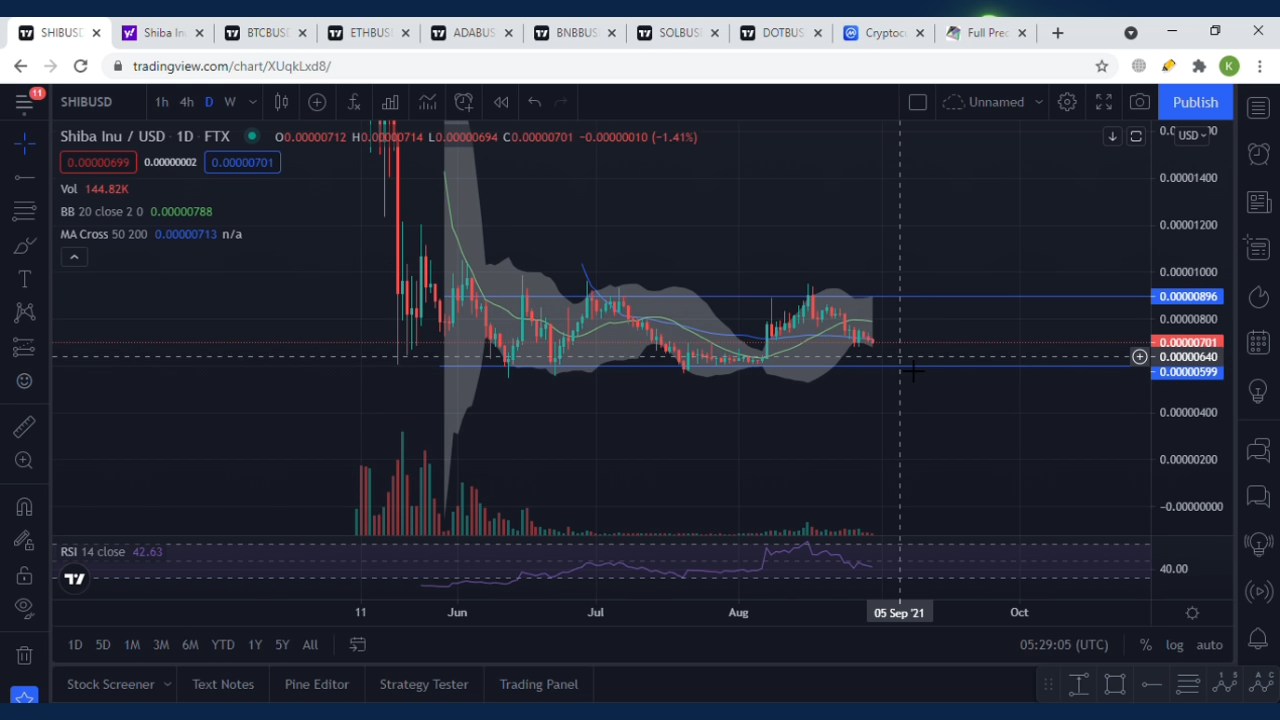 SHIBUSD
Shiba In
BTCBUSD
ETHBUS
ADABUS
BNBBUS
SOLBUS
DOTBUS
Cryptoc
Full Prec
tradingview.com/chart/XUqkLxd8/
K
11
SHIBUSD
1h 4h D W
Unnamed
Publish
Shiba Inu / USD · 1D · FTX
O0.00000712 H0.00000714 L0.00000694 C0.00000701 −0.00000010 (−1.41%)
USD
0.00000699
0.00000002
0.00000701
Vol 144.82K
BB 20 close 2 0 0.00000788
MA Cross 50 200 0.00000713 n/a
0.00001400
0.00001200
0.00001000
0.00000896
0.00000800
0.00000701
0.00000640
0.00000599
0.00000400
0.00000200
-0.00000000
RSI 14 close 42.63
40.00
11 Jun Jul Aug 05 Sep '21 Oct
1D 5D 1M 3M 6M YTD 1Y 5Y All
05:29:05 (UTC)
% log auto
Stock Screener
Text Notes
Pine Editor
Strategy Tester
Trading Panel